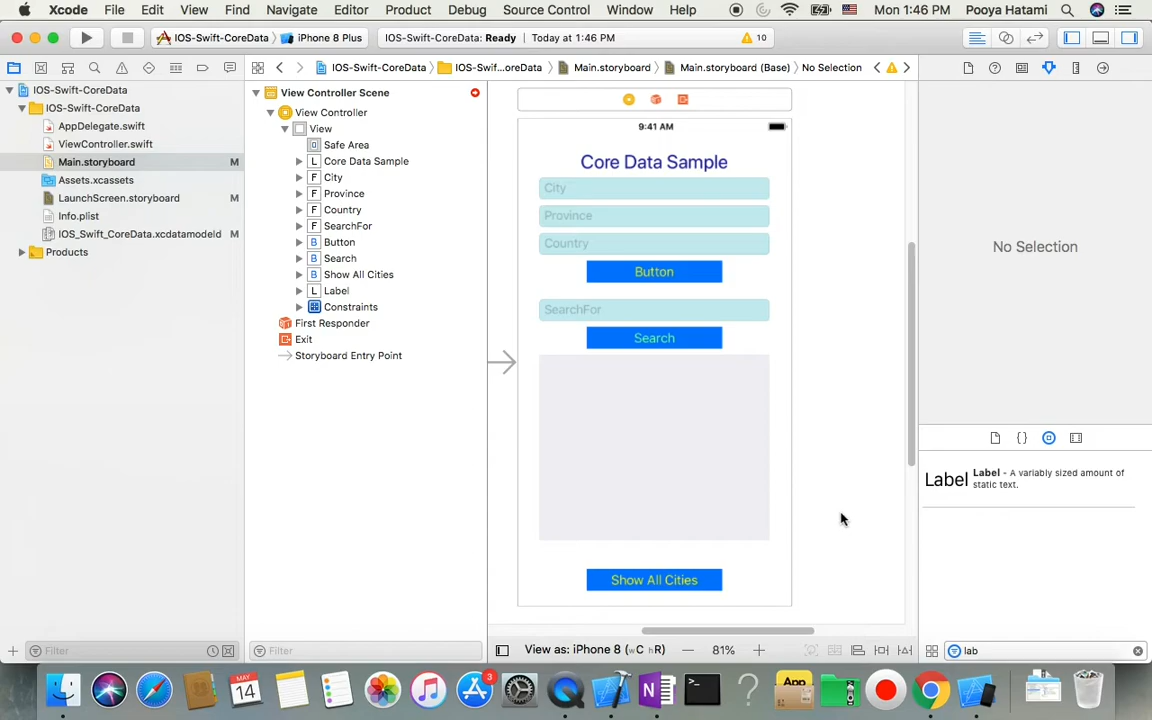 Xcode File Edit View Find Navigate Editor Product Debug Source Control Window Help Mon 1:46 PM Pooya Hatami
IOS-Swift-CoreData iPhone 8 Plus IOS-Swift-CoreData: Ready Today at 1:46 PM 10
IOS-Swift-CoreData IOS-Swif...oreData Main.storyboard Main.storyboard (Base) No Selection
IOS-Swift-CoreData
IOS-Swift-CoreData
AppDelegate.swift
ViewController.swift
Main.storyboard M
Assets.xcassets
LaunchScreen.storyboard M
Info.plist
IOS_Swift_CoreData.xcdatamodeld M
Products
Filter
View Controller Scene
View Controller
View
Safe Area
L Core Data Sample
F City
F Province
F Country
F SearchFor
B Button
B Search
B Show All Cities
L Label
Constraints
First Responder
Exit
Storyboard Entry Point
Filter
9:41 AM
Core Data Sample
City
Province
Country
Button
SearchFor
Search
Show All Cities
View as: iPhone 8 (wC hR) 81%
No Selection
Label Label - A variably sized amount of
static text.
lab
MAY
14
3
App